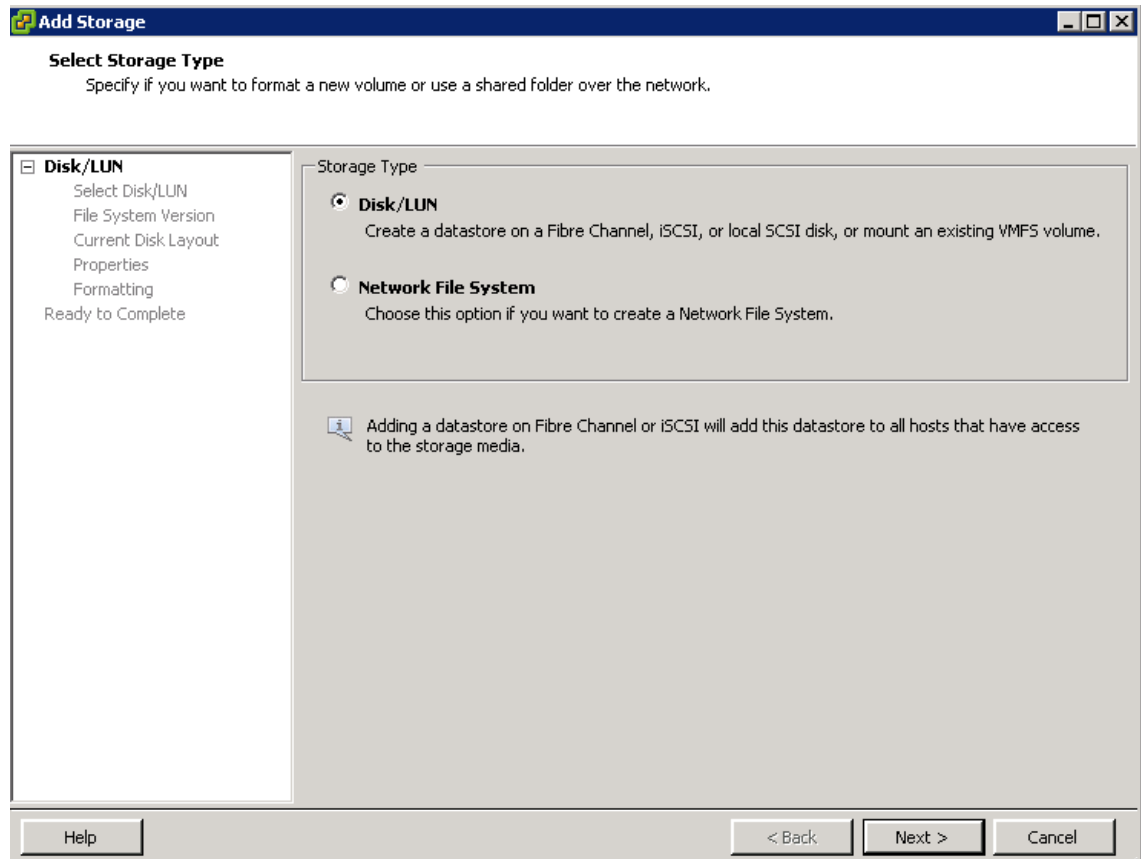 Add Storage
Select Storage Type
Specify if you want to format a new volume or use a shared folder over the network.
Disk/LUN
Select Disk/LUN
File System Version
Current Disk Layout
Properties
Formatting
Ready to Complete
Storage Type
Disk/LUN
Create a datastore on a Fibre Channel, iSCSI, or local SCSI disk, or mount an existing VMFS volume.
Network File System
Choose this option if you want to create a Network File System.
Adding a datastore on Fibre Channel or iSCSI will add this datastore to all hosts that have access
to the storage media.
Help
< Back
Next >
Cancel